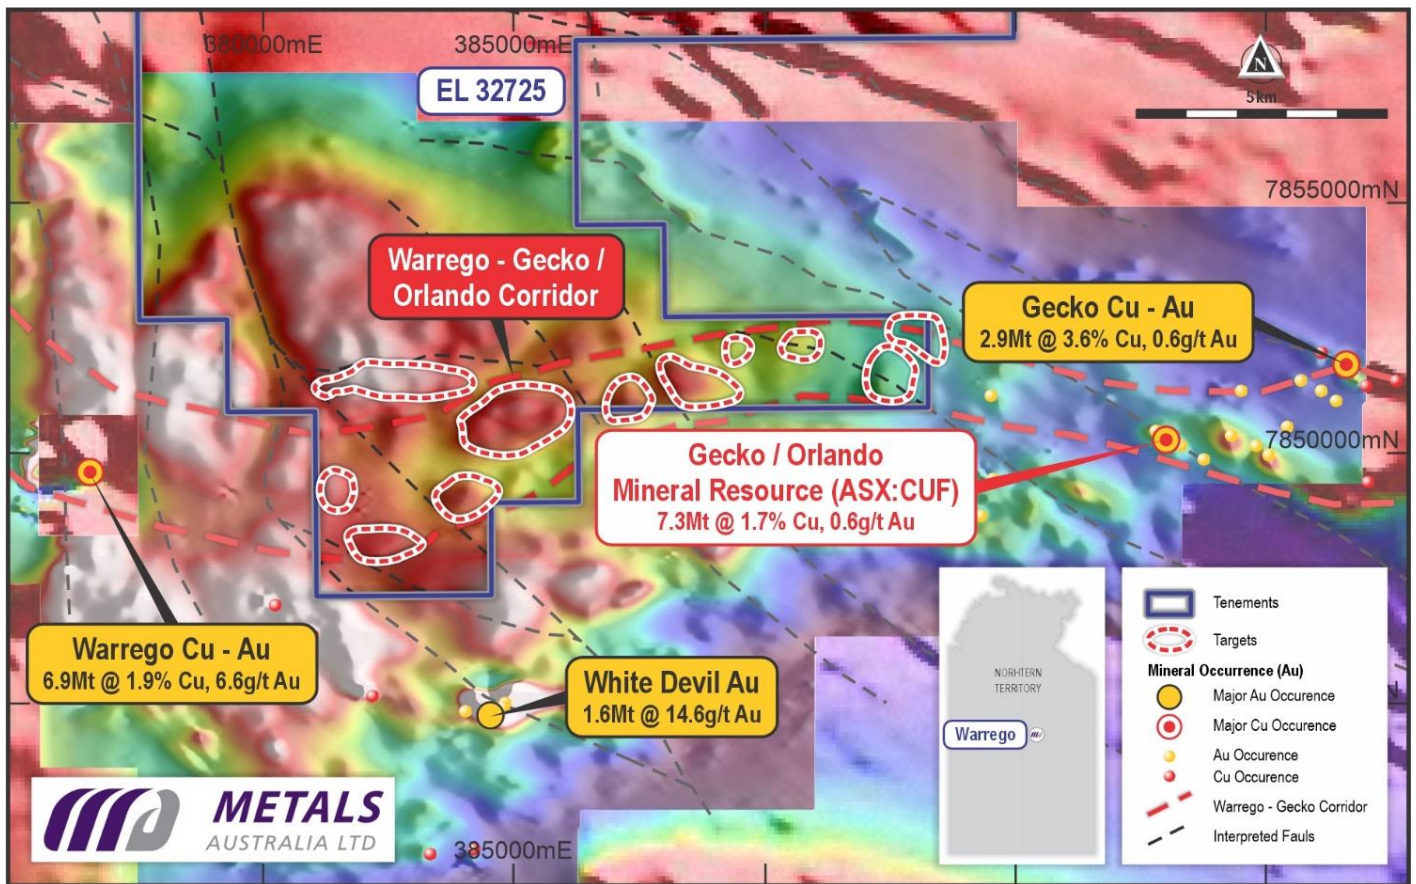 380000mE
385000mE
EL 32725
N
5km
7855000mN
Warrego - Gecko /
Orlando Corridor
Gecko Cu - Au
2.9Mt @ 3.6% Cu, 0.6g/t Au
7850000mN
Gecko / Orlando
Mineral Resource (ASX:CUF)
7.3Mt @ 1.7% Cu, 0.6g/t Au
Warrego Cu - Au
6.9Mt @ 1.9% Cu, 6.6g/t Au
White Devil Au
1.6Mt @ 14.6g/t Au
NORHTERN
TERRITORY
Warrego
Tenements
Targets
Mineral Occurrence (Au)
Major Au Occurence
Major Cu Occurence
Au Occurence
Cu Occurence
Warrego - Gecko Corridor
Interpreted Fauls
N
METALS
AUSTRALIA LTD
385000mE